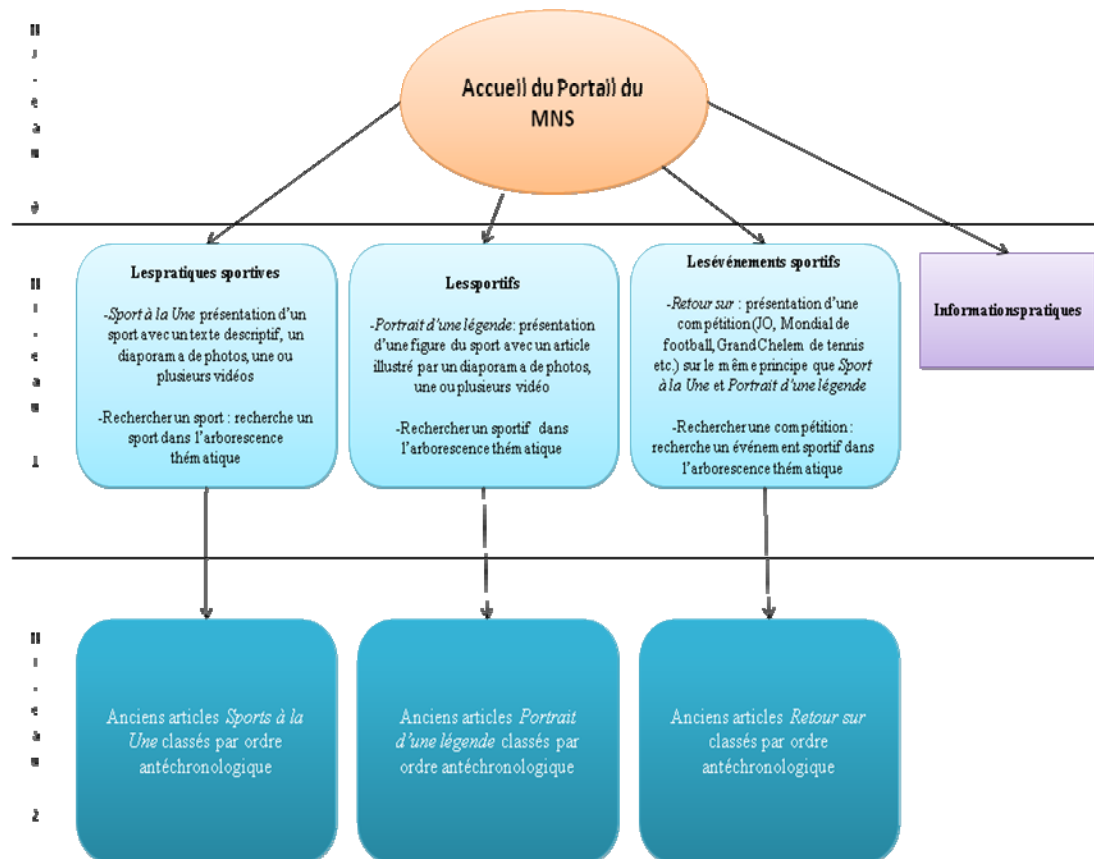 Accueil du Portail du
MNS
Lespratiques sportives
-Sport à la Une présentation d'un
sport avec un texte descriptif, un
diaporama de photos, une ou
plusieurs vidéos
-Rechercher un sport : recherche un
sport dans l'arborescence
thématique
Lessportifs
-Portrait d'une légende: présentation
d'une figure du sport avec un article
illustré par un diaporama de photos,
une ou plusieurs vidéo
-Rechercher un sportif dans
l'arborescence thématique
Lesévénements sportifs
-Retour sur : présentation d'une
compétition(JO, Mondial de
football, Grand Chelem de tennis
etc.) sur le même principe que Sport
à la Une et Portrait d'une légende
-Rechercher une compétition :
recherche un événement sportif dans
l'arborescence thématique
Informationspratiques
1
Anciens articles Sports à la
Une classés par ordre
antéchronologique
Anciens articles Portrait
d'une légende classés par
ordre antéchronologique
Anciens articles Retour sur
classés par ordre
antéchronologique
2